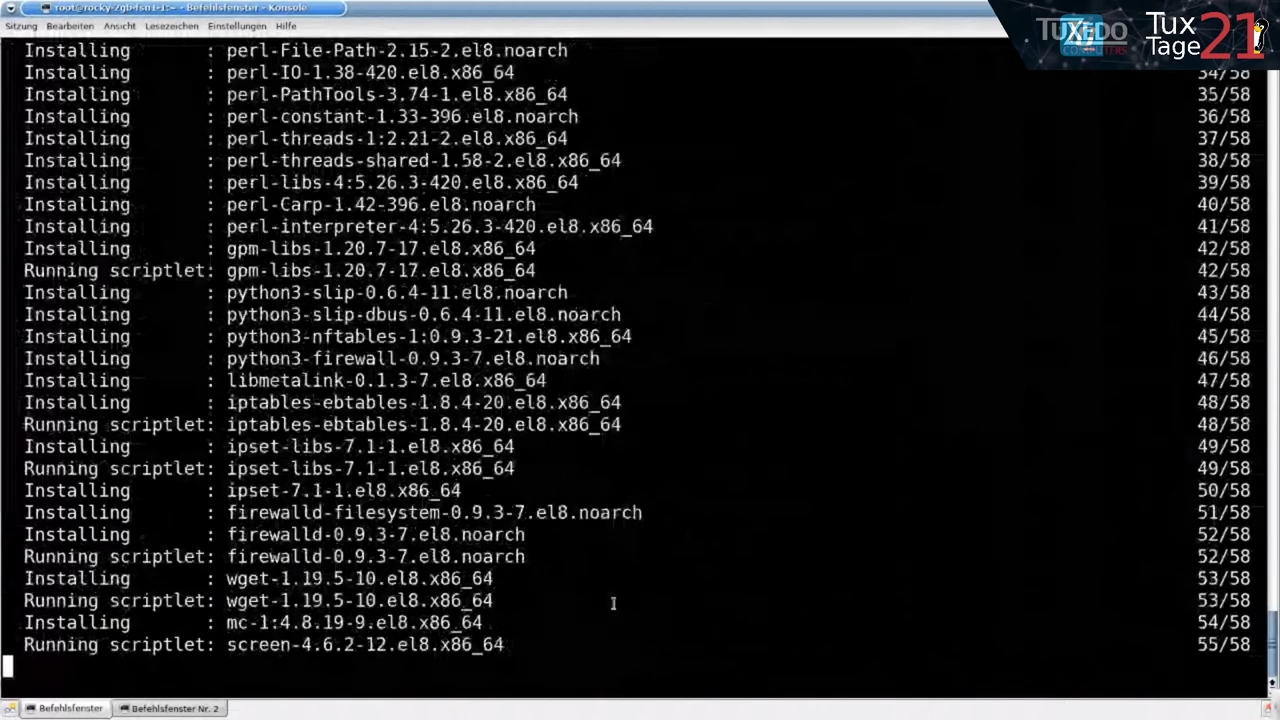 root@rocky-2gb-fsn1-1:~ - Befehlsfenster - Konsole
Sitzung Bearbeiten Ansicht Lesezeichen Einstellungen Hilfe
TUXEDO
COMPUTERS
Tux
Tage
21
Installing : perl-File-Path-2.15-2.el8.noarch
Installing : perl-IO-1.38-420.el8.x86_64 34/58
Installing : perl-PathTools-3.74-1.el8.x86_64 35/58
Installing : perl-constant-1.33-396.el8.noarch 36/58
Installing : perl-threads-1:2.21-2.el8.x86_64 37/58
Installing : perl-threads-shared-1.58-2.el8.x86_64 38/58
Installing : perl-libs-4:5.26.3-420.el8.x86_64 39/58
Installing : perl-Carp-1.42-396.el8.noarch 40/58
Installing : perl-interpreter-4:5.26.3-420.el8.x86_64 41/58
Installing : gpm-libs-1.20.7-17.el8.x86_64 42/58
Running scriptlet: gpm-libs-1.20.7-17.el8.x86_64 42/58
Installing : python3-slip-0.6.4-11.el8.noarch 43/58
Installing : python3-slip-dbus-0.6.4-11.el8.noarch 44/58
Installing : python3-nftables-1:0.9.3-21.el8.x86_64 45/58
Installing : python3-firewall-0.9.3-7.el8.noarch 46/58
Installing : libmetalink-0.1.3-7.el8.x86_64 47/58
Installing : iptables-ebtables-1.8.4-20.el8.x86_64 48/58
Running scriptlet: iptables-ebtables-1.8.4-20.el8.x86_64 48/58
Installing : ipset-libs-7.1-1.el8.x86_64 49/58
Running scriptlet: ipset-libs-7.1-1.el8.x86_64 49/58
Installing : ipset-7.1-1.el8.x86_64 50/58
Installing : firewalld-filesystem-0.9.3-7.el8.noarch 51/58
Installing : firewalld-0.9.3-7.el8.noarch 52/58
Running scriptlet: firewalld-0.9.3-7.el8.noarch 52/58
Installing : wget-1.19.5-10.el8.x86_64 53/58
Running scriptlet: wget-1.19.5-10.el8.x86_64 53/58
Installing : mc-1:4.8.19-9.el8.x86_64 54/58
Running scriptlet: screen-4.6.2-12.el8.x86_64 55/58
Befehlsfenster Befehlsfenster Nr. 2